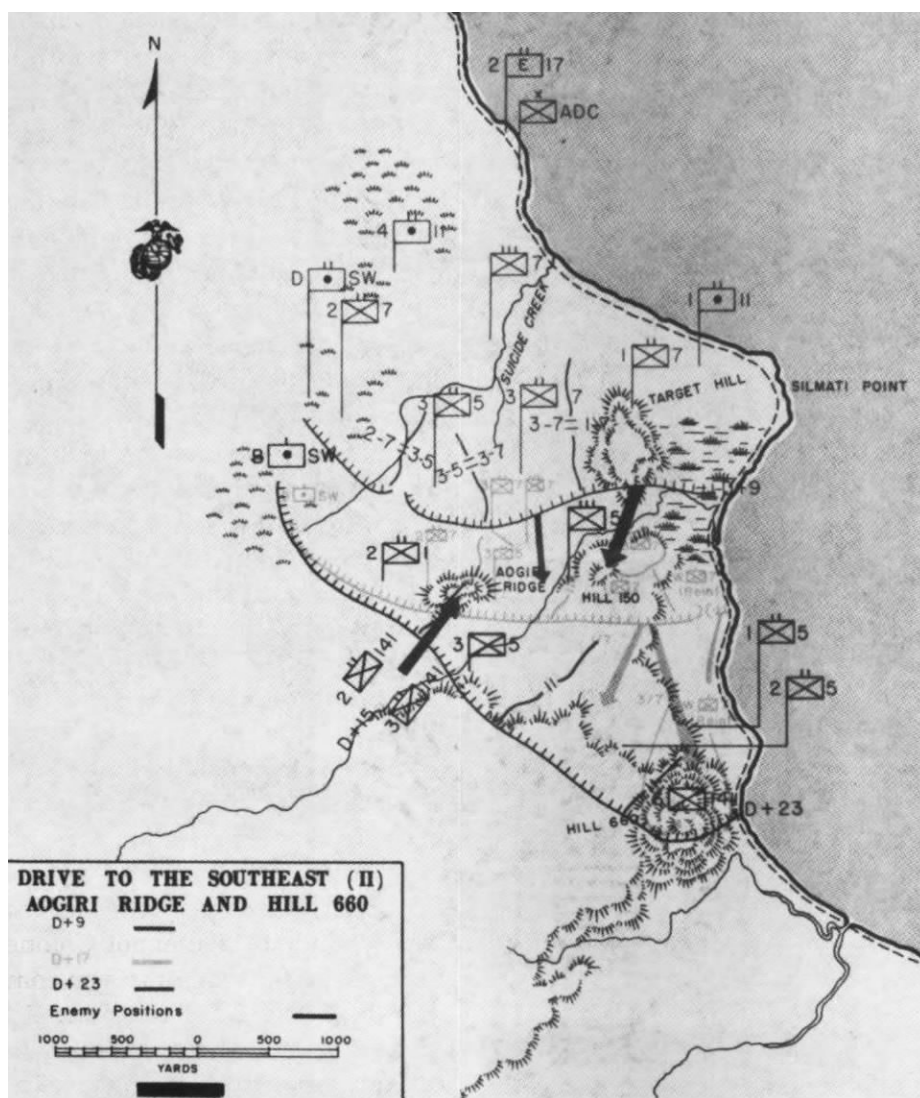 N
2 E 17
ADC
4 11
7
D SW
2 7
1 11
SUICIDE CREEK
1 7
TARGET HILL
SILMATI POINT
3 5
3 7
2-7 = 3-5
3-5 = 3-7
3-7 = 1
B SW
D+9
5
2 1
AOGIRI RIDGE
HILL 150
3 5
1 5
2 141
2 5
3 141
D+15
3/7
HILL 660
D+23
DRIVE TO THE SOUTHEAST (II)
AOGIRI RIDGE AND HILL 660
D+9
D+17
D+23
Enemy Positions
1000 500 0 500 1000
YARDS